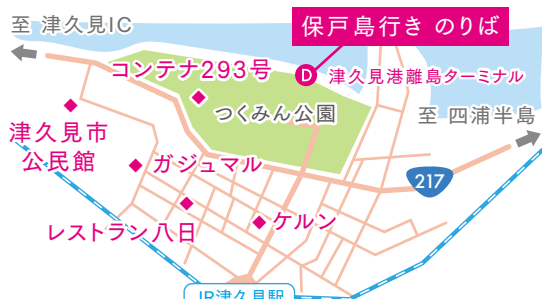 至 津久見IC
保戸島行き のりば
コンテナ293号
D 津久見港離島ターミナル
つくみん公園
至 四浦半島
津久見市
公民館
ガジュマル
217
レストラン八日
ケルン
JR津久見駅